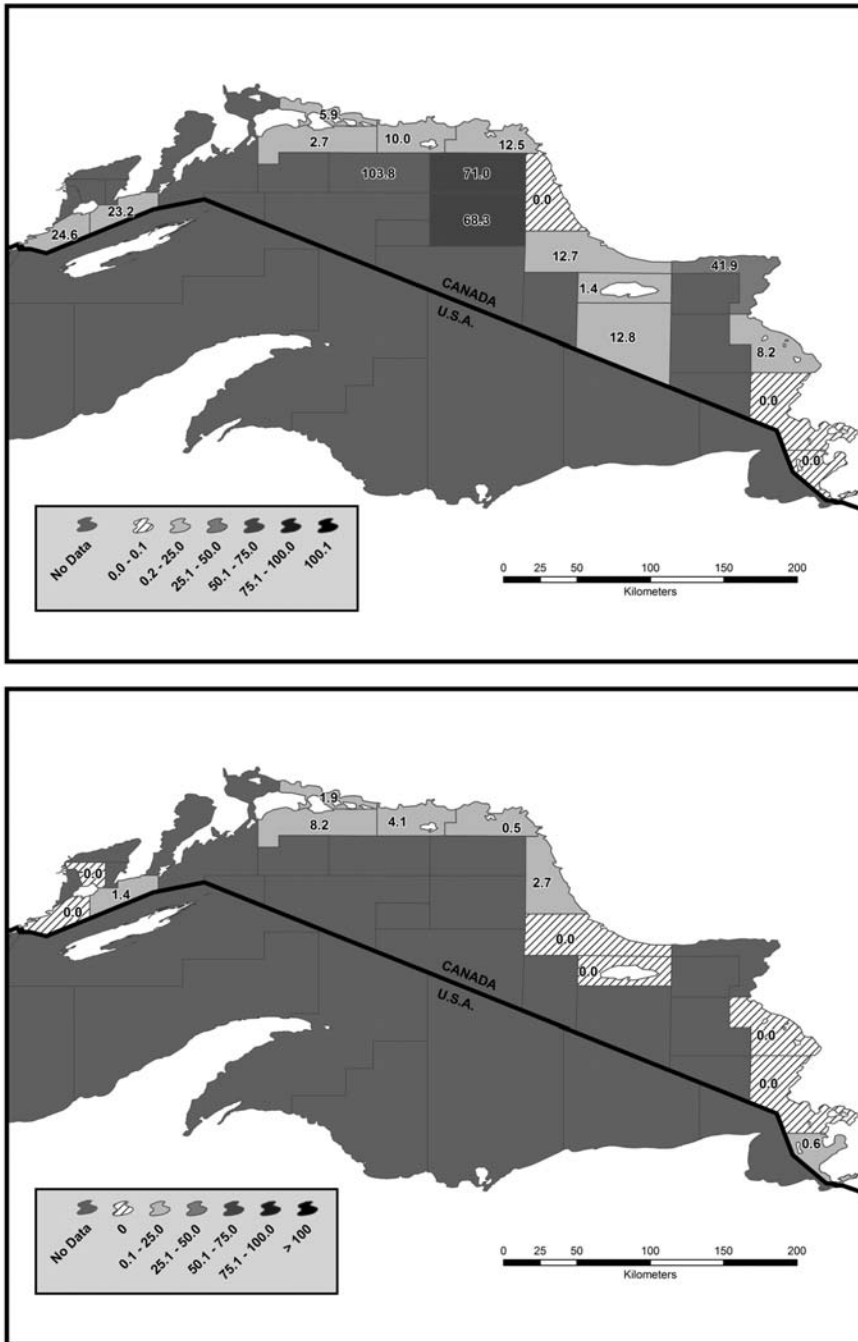 5.9
2.7
10.0
12.5
103.8
71.0
0.0
68.3
23.2
24.6
12.7
41.9
1.4
CANADA
U.S.A.
12.8
8.2
0.0
0.0
No Data
0.0 - 0.1
0.2 - 25.0
25.1 - 50.0
50.1 - 75.0
75.1 - 100.0
100.1
0 25 50 100 150 200
Kilometers
1.9
8.2
4.1
0.5
0.0
2.7
1.4
0.0
0.0
0.0
CANADA
U.S.A.
0.0
0.0
0.6
No Data
0
0.1 - 25.0
25.1 - 50.0
50.1 - 75.0
75.1 - 100.0
> 100
0 25 50 100 150 200
Kilometers